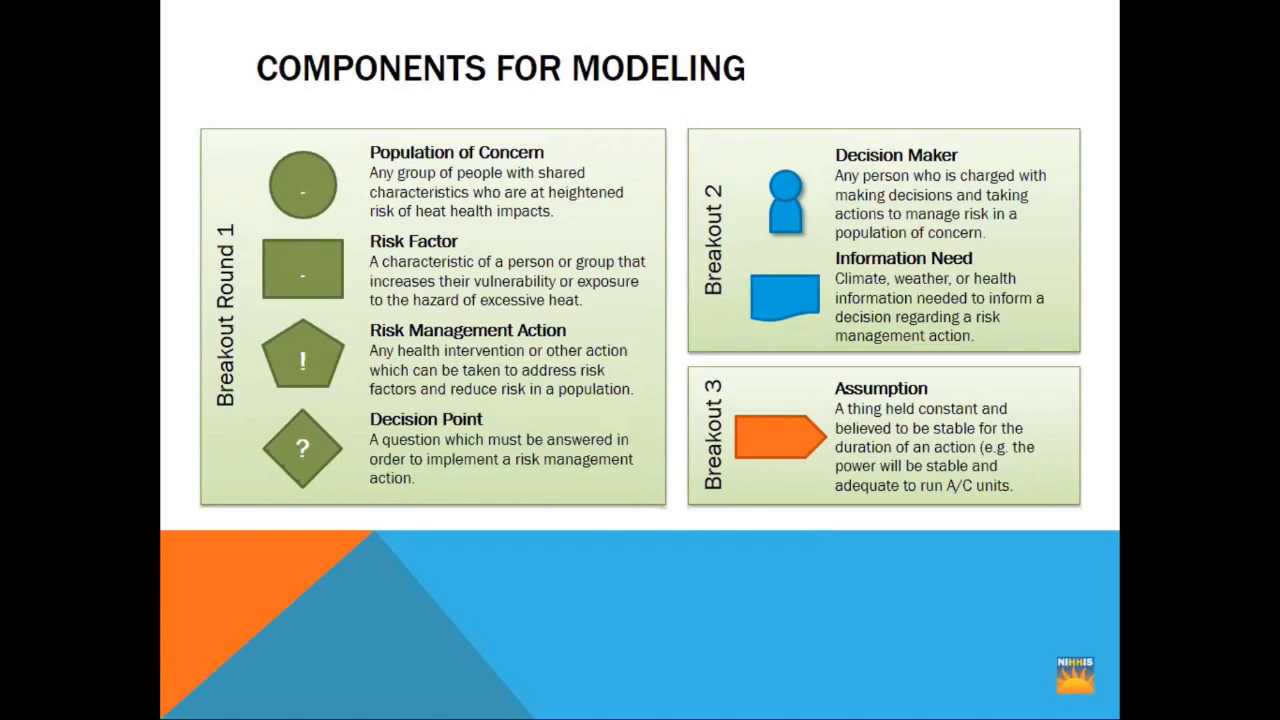 COMPONENTS FOR MODELING
Breakout Round 1
-
Population of Concern
Any group of people with shared
characteristics who are at heightened
risk of heat health impacts.
-
Risk Factor
A characteristic of a person or group that
increases their vulnerability or exposure
to the hazard of excessive heat.
!
Risk Management Action
Any health intervention or other action
which can be taken to address risk
factors and reduce risk in a population.
?
Decision Point
A question which must be answered in
order to implement a risk management
action.
Breakout 2
Decision Maker
Any person who is charged with
making decisions and taking
actions to manage risk in a
population of concern.
Information Need
Climate, weather, or health
information needed to inform a
decision regarding a risk
management action.
Breakout 3
Assumption
A thing held constant and
believed to be stable for the
duration of an action (e.g. the
power will be stable and
adequate to run A/C units.
NIHHIS